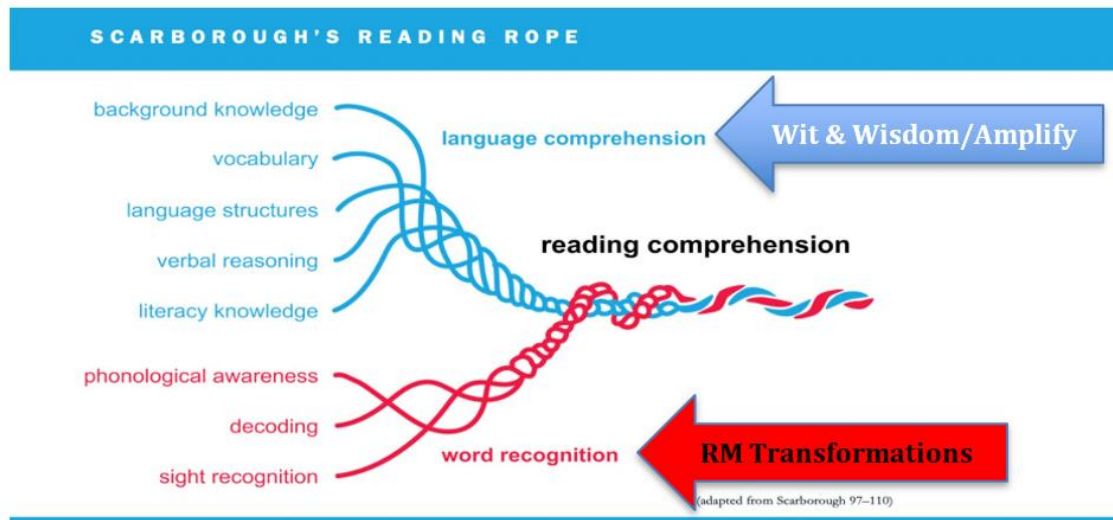 SCARBOROUGH'S READING ROPE
background knowledge
language comprehension
Wit & Wisdom/Amplify
vocabulary
language structures
reading comprehension
verbal reasoning
literacy knowledge
phonological awareness
decoding
word recognition
RM Transformations
sight recognition
(adapted from Scarborough 97–110)